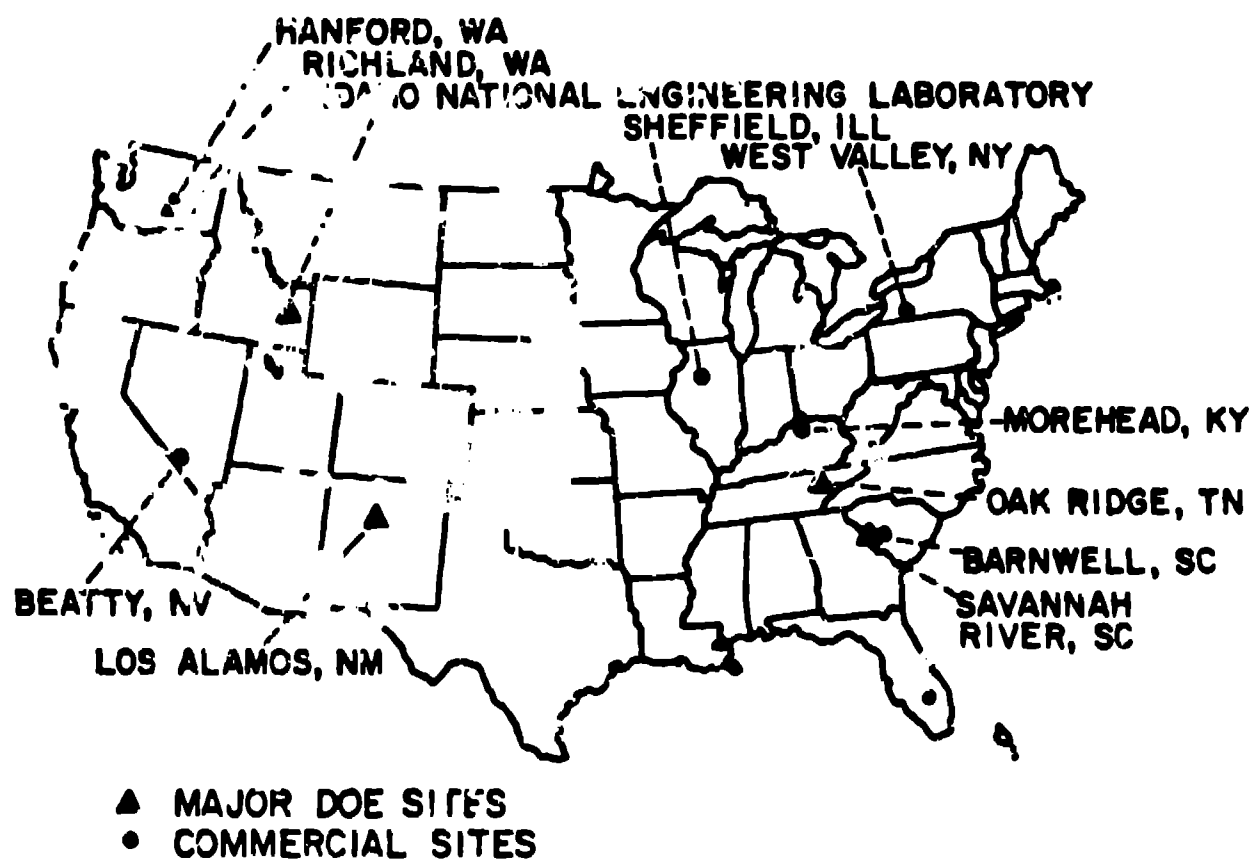 HANFORD, WA
RICHLAND, WA
IDAHO NATIONAL ENGINEERING LABORATORY
SHEFFIELD, ILL
WEST VALLEY, NY
MOREHEAD, KY
OAK RIDGE, TN
BARNWELL, SC
SAVANNAH
RIVER, SC
BEATTY, NV
LOS ALAMOS, NM
▲ MAJOR DOE SITES
● COMMERCIAL SITES